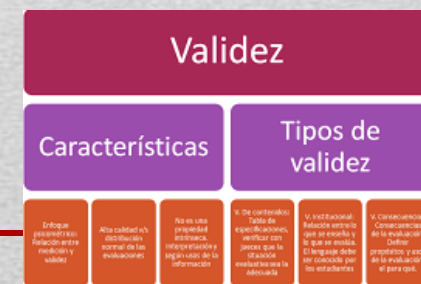 Validez
Características
Tipos de
validez
Enfoque
psicométrico:
Relación entre
medición y
validez
Alta calidad n/s
distribución
normal de las
evaluaciones
No es una
propiedad
intrínseca.
Interpretación y
según usos de la
información
V. De contenidos:
Tabla de
especificaciones,
verificar con
jueces que la
situación
evaluativa sea la
adecuada
V. Institucional:
Relación entre lo
que se enseña y
lo que se evalúa.
El lenguaje debe
ser conocido por
los estudiantes
V. Consecuencial
Consecuencias
de la evaluación
Definir
propósitos y
de la evaluación
el para qué.